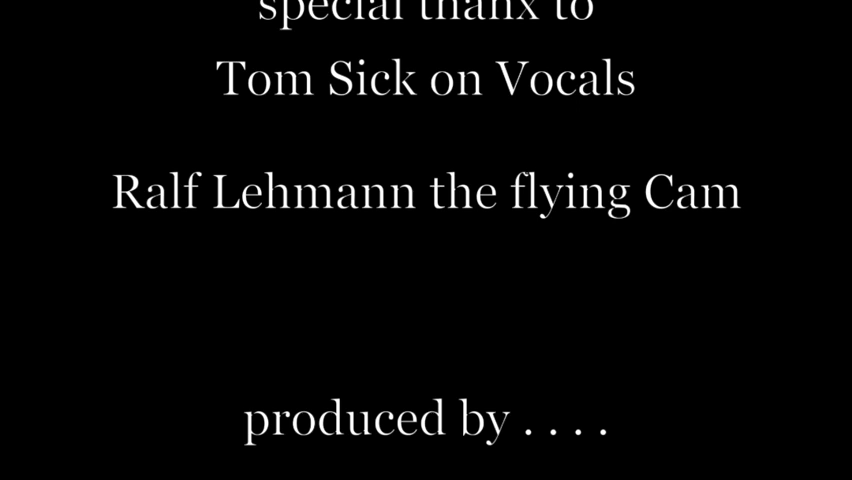 special thanx to
Tom Sick on Vocals
Ralf Lehmann the flying Cam
produced by . . . .